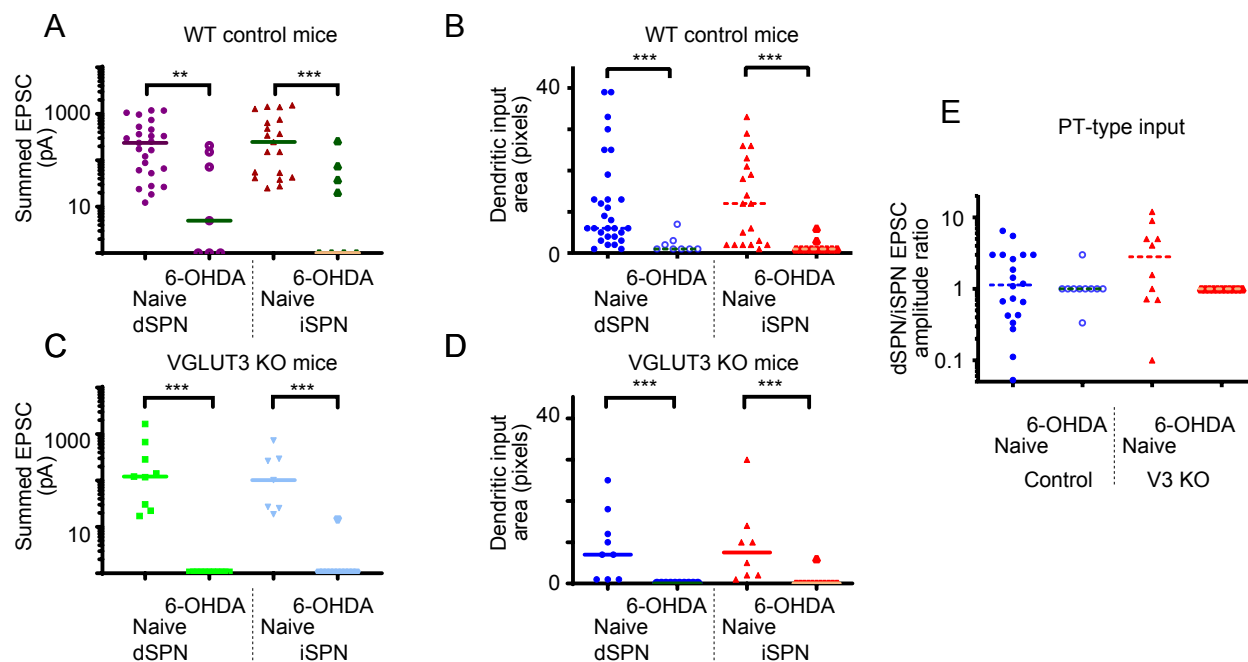 A
WT control mice
Summed EPSC
(pA)
1000
10
**
***
6-OHDA
6-OHDA
Naive
Naive
dSPN
iSPN
B
WT control mice
Dendritic input
area (pixels)
40
0
***
***
6-OHDA
6-OHDA
Naive
Naive
dSPN
iSPN
C
VGLUT3 KO mice
Summed EPSC
(pA)
1000
10
***
***
6-OHDA
6-OHDA
Naive
Naive
dSPN
iSPN
D
VGLUT3 KO mice
Dendritic input
area (pixels)
40
0
***
***
6-OHDA
6-OHDA
Naive
Naive
dSPN
iSPN
E
PT-type input
dSPN/iSPN EPSC
amplitude ratio
10
1
0.1
6-OHDA
6-OHDA
Naive
Naive
Control
V3 KO